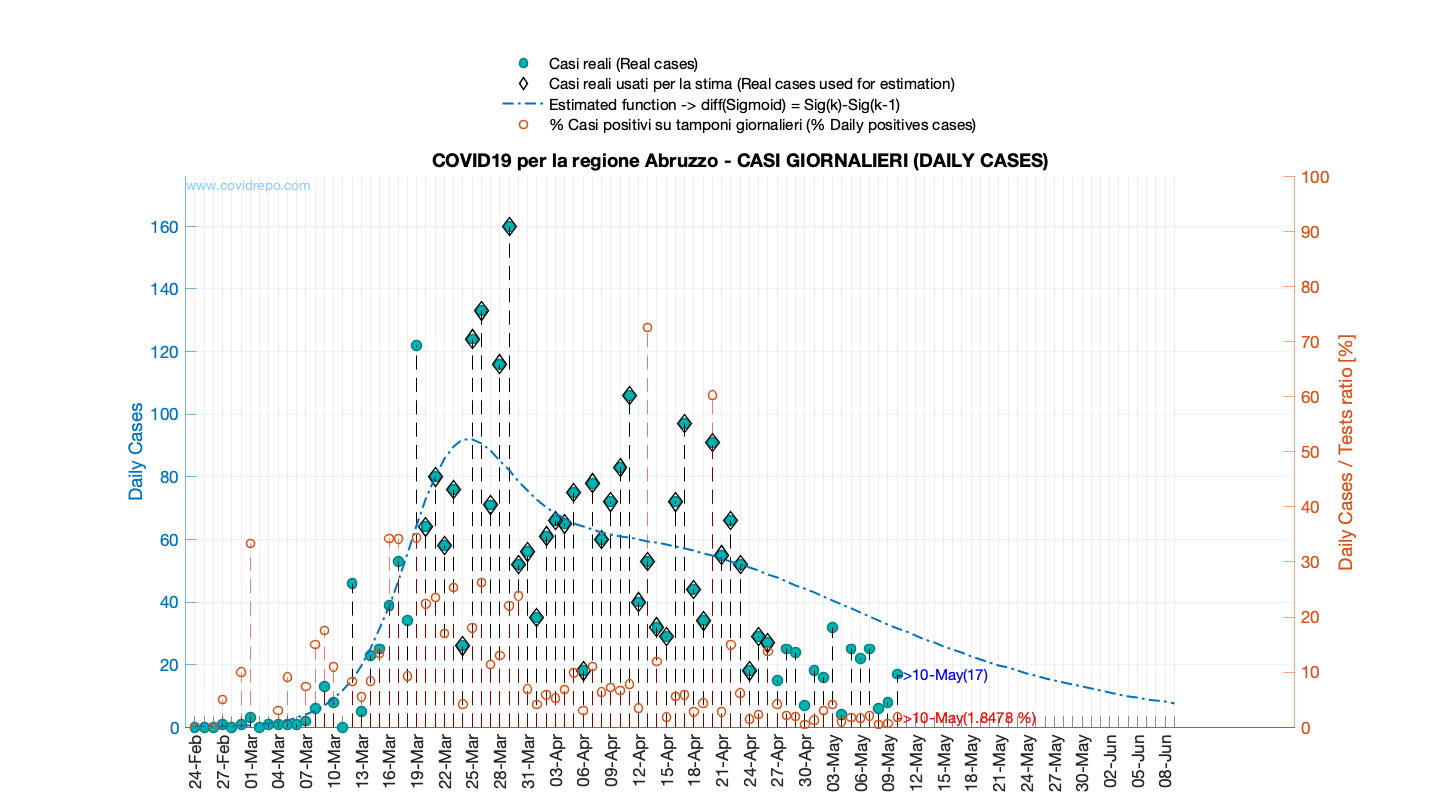 Casi reali (Real cases)
Casi reali usati per la stima (Real cases used for estimation)
Estimated function -> diff(Sigmoid) = Sig(k)-Sig(k-1)
% Casi positivi su tamponi giornalieri (% Daily positives cases)
COVID19 per la regione Abruzzo - CASI GIORNALIERI (DAILY CASES)
www.covidrepo.com
Daily Cases
160
140
120
100
80
60
40
20
0
100
90
80
70
60
50
40
30
20
10
0
Daily Cases / Tests ratio [%]
->10-May(17)
->10-May(1.8478 %)
24-Feb
27-Feb
01-Mar
04-Mar
07-Mar
10-Mar
13-Mar
16-Mar
19-Mar
22-Mar
25-Mar
28-Mar
31-Mar
03-Apr
06-Apr
09-Apr
12-Apr
15-Apr
18-Apr
21-Apr
24-Apr
27-Apr
30-Apr
03-May
06-May
09-May
12-May
15-May
18-May
21-May
24-May
27-May
30-May
02-Jun
05-Jun
08-Jun